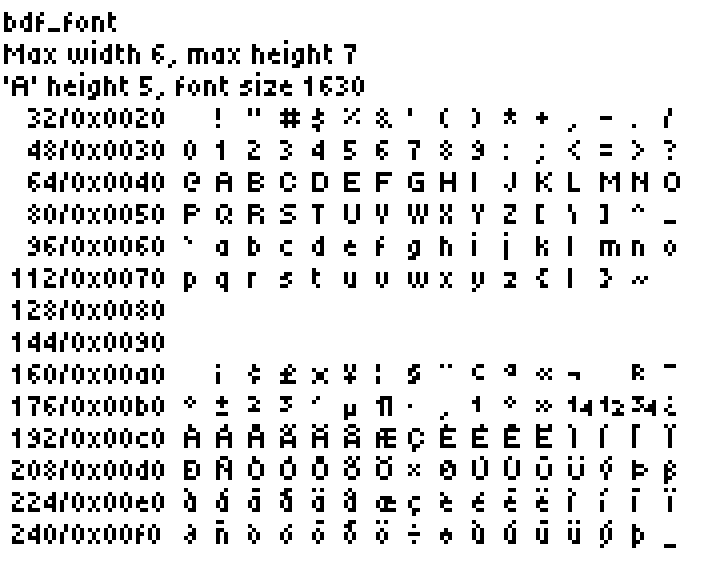 bdf_font
Max width 6, max height 7
'A' height 5, font size 1630
32/0x0020 ! " # $ % & ' ( ) * + , - . /
48/0x0030 0 1 2 3 4 5 6 7 8 9 : ; < = > ?
64/0x0040 @ A B C D E F G H I J K L M N O
80/0x0050 P Q R S T U V W X Y Z [ \ ] ^ _
96/0x0060 ` a b c d e f g h i j k l m n o
112/0x0070 p q r s t u v w x y z { | } ~
128/0x0080
144/0x0090
160/0x00a0 ¡ ¢ £ ¤ ¥ ¦ § ¨ © ª « ¬ ® ¯
176/0x00b0 ° ± ² ³ ´ µ ¶ · ¸ ¹ º » ¼ ½ ¾ ¿
192/0x00c0 À Á Â Ã Ä Å Æ Ç È É Ê Ë Ì Í Î Ï
208/0x00d0 Ð Ñ Ò Ó Ô Õ Ö × Ø Ù Ú Û Ü Ý Þ ß
224/0x00e0 à á â ã ä å æ ç è é ê ë ì í î ï
240/0x00f0 ð ñ ò ó ô õ ö ÷ ø ù ú û ü ý þ _